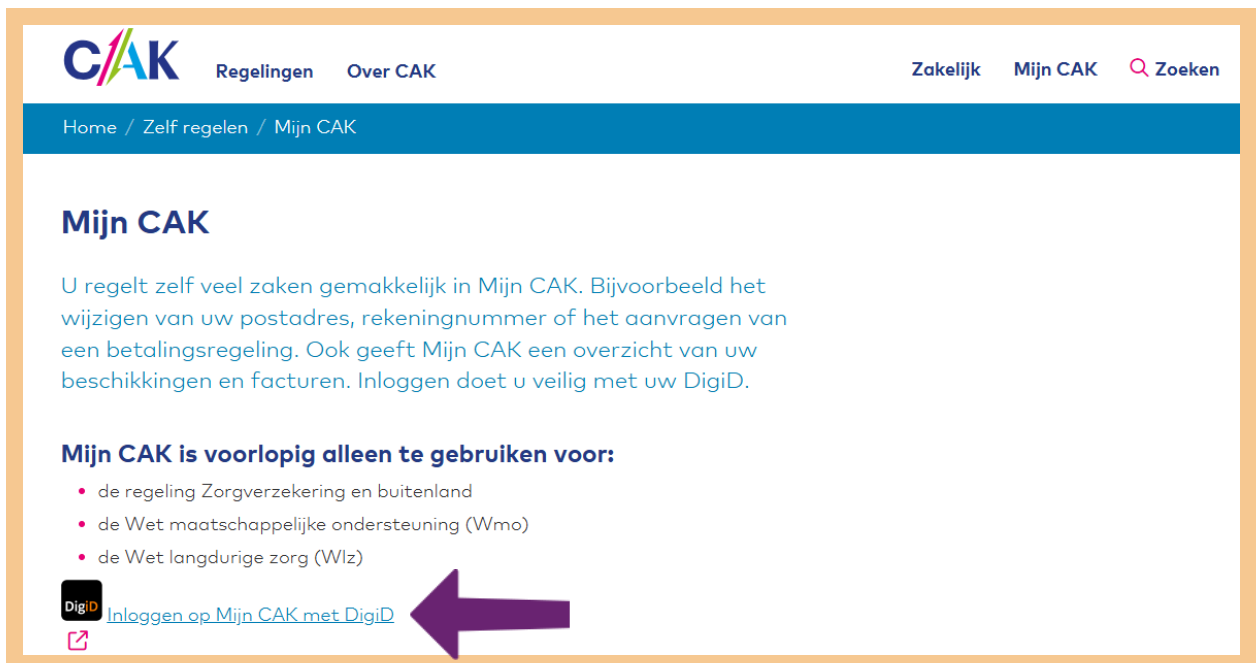 CAK
Regelingen Over CAK Zakelijk Mijn CAK Zoeken
Home / Zelf regelen / Mijn CAK
Mijn CAK
U regelt zelf veel zaken gemakkelijk in Mijn CAK. Bijvoorbeeld het
wijzigen van uw postadres, rekeningnummer of het aanvragen van
een betalingsregeling. Ook geeft Mijn CAK een overzicht van uw
beschikkingen en facturen. Inloggen doet u veilig met uw DigiD.
Mijn CAK is voorlopig alleen te gebruiken voor:
• de regeling Zorgverzekering en buitenland
• de Wet maatschappelijke ondersteuning (Wmo)
• de Wet langdurige zorg (Wlz)
DigiD Inloggen op Mijn CAK met DigiD